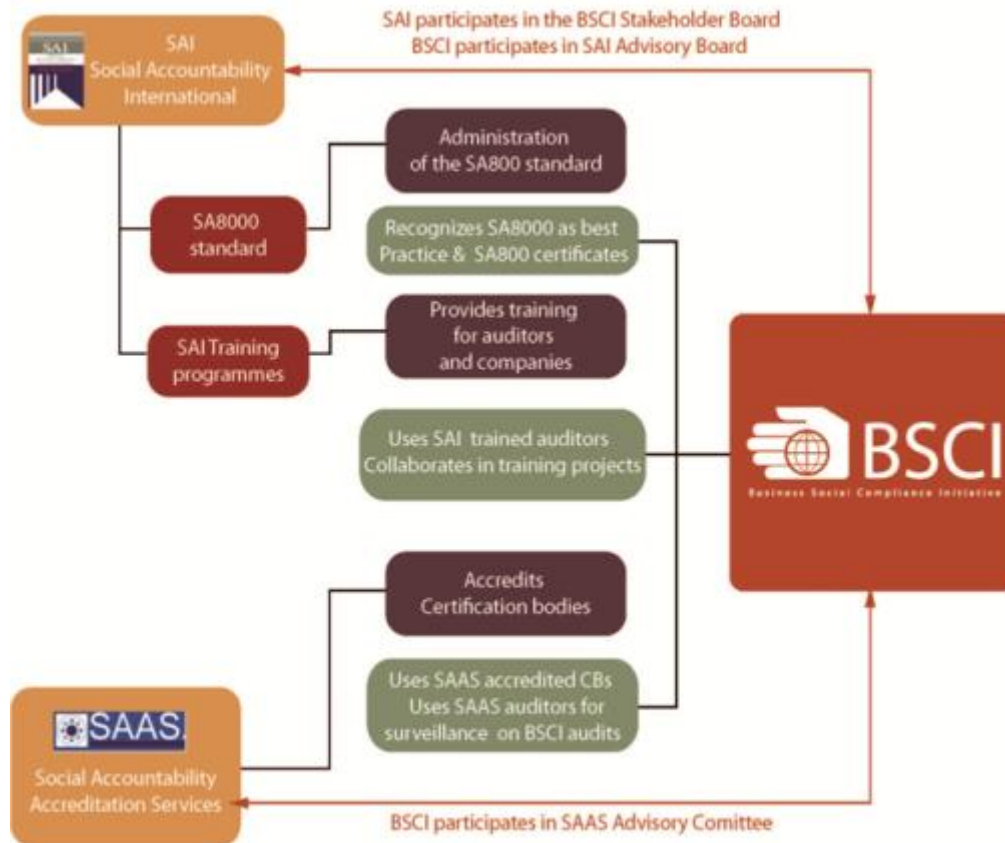 SAI participates in the BSCI Stakeholder Board
BSCI participates in SAI Advisory Board
SAI
SAI
Social Accountability
International
Administration
of the SA800 standard
SA8000
standard
Recognizes SA8000 as best
Practice & SA800 certificates
Provides training
for auditors
and companies
SAI Training
programmes
Uses SAI trained auditors
Collaborates in training projects
BSCI
Business Social Compliance Initiative
Accredits
Certification bodies
Uses SAAS accredited CBs
Uses SAAS auditors for
surveillance on BSCI audits
SAAS.
Social Accountability
Accreditation Services
BSCI participates in SAAS Advisory Comittee